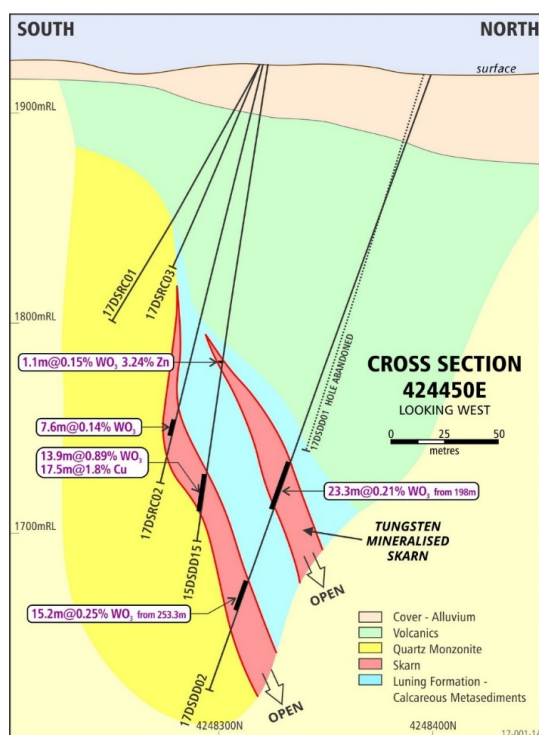 SOUTH
NORTH
surface
1900mRL
17DSRC01
17DSRC03
1800mRL
1.1m@0.15% WO₃ 3.24% Zn
17DSDD01 HOLE ABANDONED
CROSS SECTION
424450E
LOOKING WEST
0 25 50
metres
7.6m@0.14% WO₃
13.9m@0.89% WO₃
17.5m@1.8% Cu
17DSRC02
23.3m@0.21% WO₃ from 198m
1700mRL
15DSDD15
TUNGSTEN
MINERALISED
SKARN
OPEN
15.2m@0.25% WO₃ from 253.3m
17DSDD02
OPEN
Cover - Alluvium
Volcanics
Quartz Monzonite
Skarn
Luning Formation -
Calcareous Metasediments
4248300N
4248400N